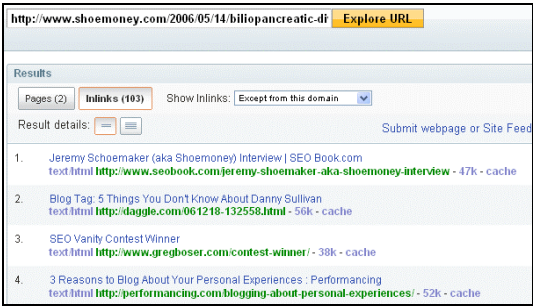 http://www.shoemoney.com/2006/05/14/biliopancreatic-di Explore URL
Results
Pages (2) Inlinks (103) Show Inlinks: Except from this domain
Result details: Submit webpage or Site Feed
1. Jeremy Schoemaker (aka Shoemoney) Interview | SEO Book.com
text/html http://www.seobook.com/jeremy-shoemaker-aka-shoemoney-interview - 47k - cache
2. Blog Tag: 5 Things You Don't Know About Danny Sullivan
text/html http://daggle.com/061218-132558.html - 56k - cache
3. SEO Vanity Contest Winner
text/html http://www.gregboser.com/contest-winner/ - 38k - cache
4. 3 Reasons to Blog About Your Personal Experiences : Performancing
text/html http://performancing.com/blogging-about-personal-experiences/ - 52k - cache